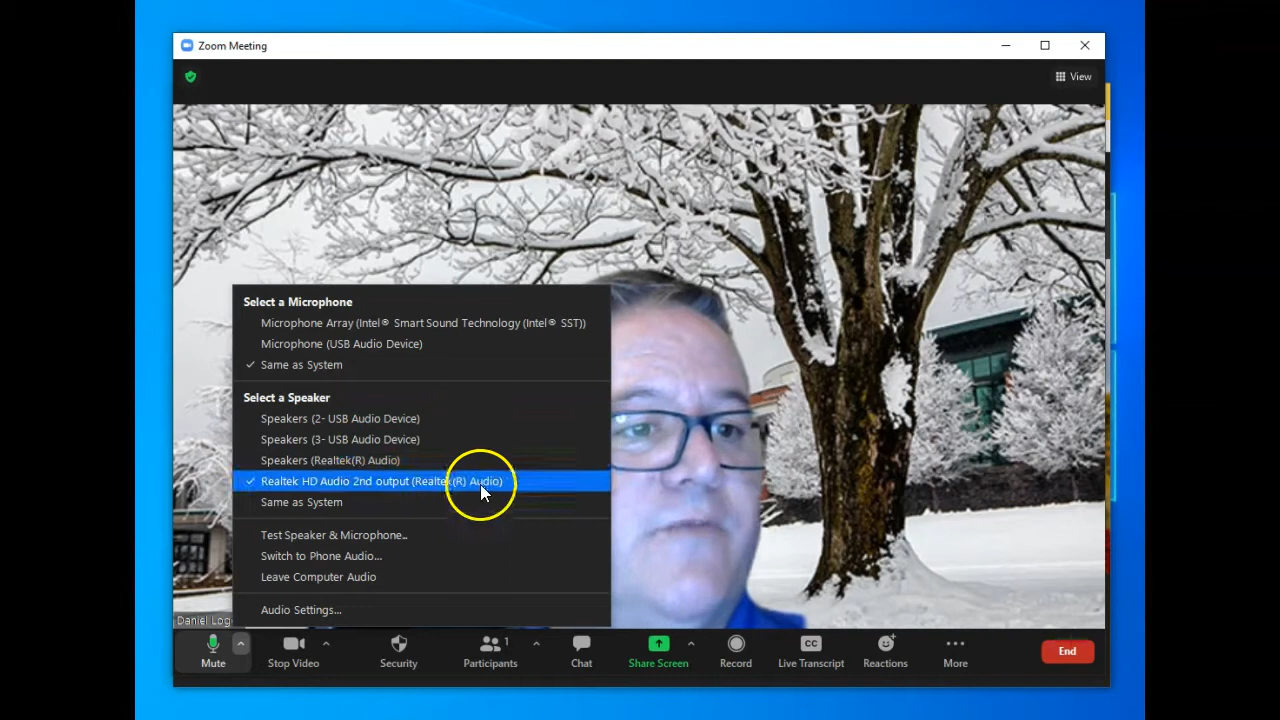 Zoom Meeting
View
Select a Microphone
Microphone Array (Intel® Smart Sound Technology (Intel® SST))
Microphone (USB Audio Device)
Same as System
Select a Speaker
Speakers (2- USB Audio Device)
Speakers (3- USB Audio Device)
Speakers (Realtek(R) Audio)
Realtek HD Audio 2nd output (Realtek(R) Audio)
Same as System
Test Speaker & Microphone...
Switch to Phone Audio...
Leave Computer Audio
Audio Settings...
Daniel Log
Mute
Stop Video
Security
1
Participants
Chat
Share Screen
Record
CC
Live Transcript
Reactions
More
End